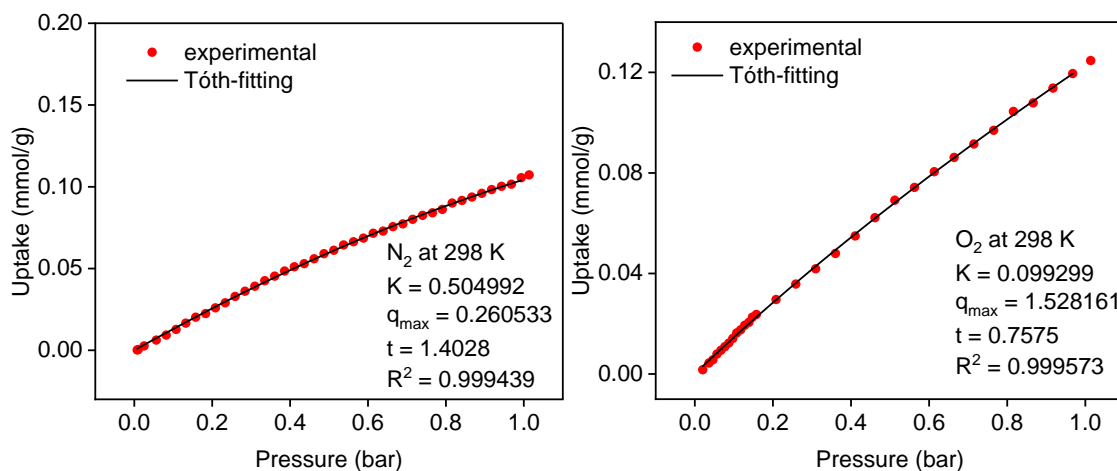 0.20
0.15
0.10
0.05
0.00
Uptake (mmol/g)
experimental
Tóth-fitting
N2 at 298 K
K = 0.504992
qmax = 0.260533
t = 1.4028
R2 = 0.999439
0.0 0.2 0.4 0.6 0.8 1.0
Pressure (bar)
0.12
0.08
0.04
0.00
Uptake (mmol/g)
experimental
Tóth-fitting
O2 at 298 K
K = 0.099299
qmax = 1.528161
t = 0.7575
R2 = 0.999573
0.0 0.2 0.4 0.6 0.8 1.0
Pressure (bar)